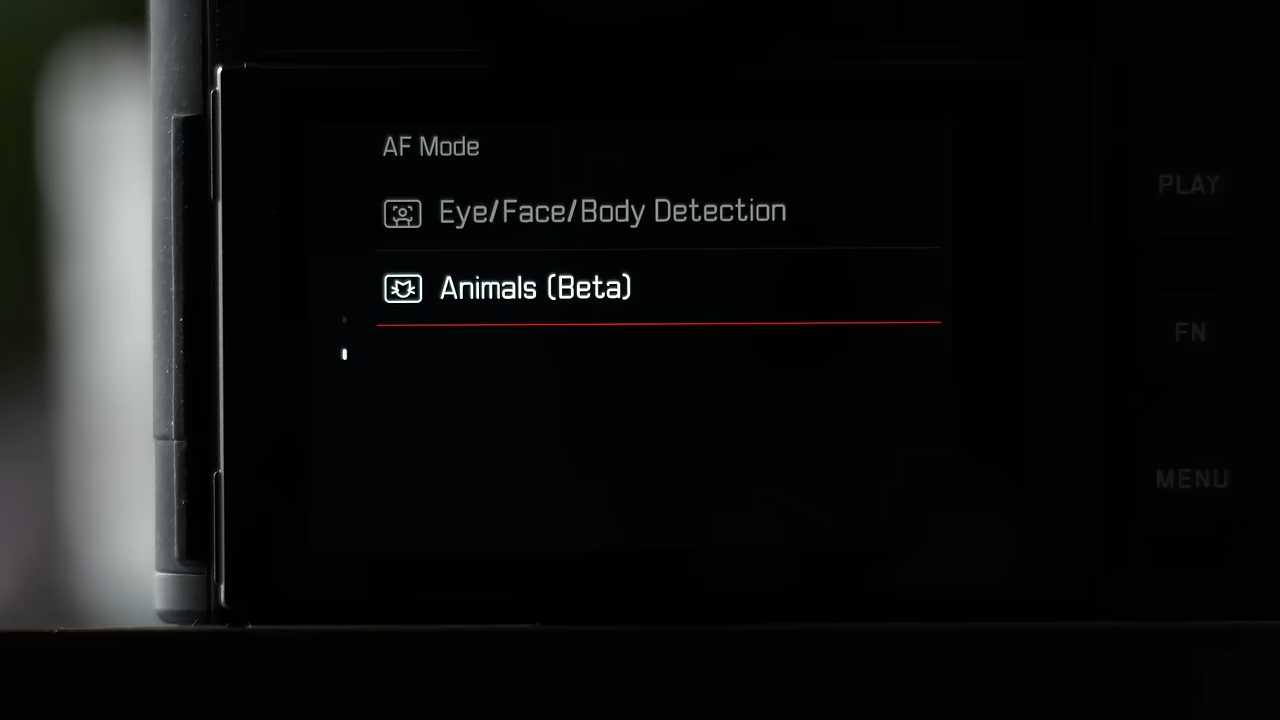 AF Mode
Eye/Face/Body Detection
Animals (Beta)
PLAY
FN
MENU